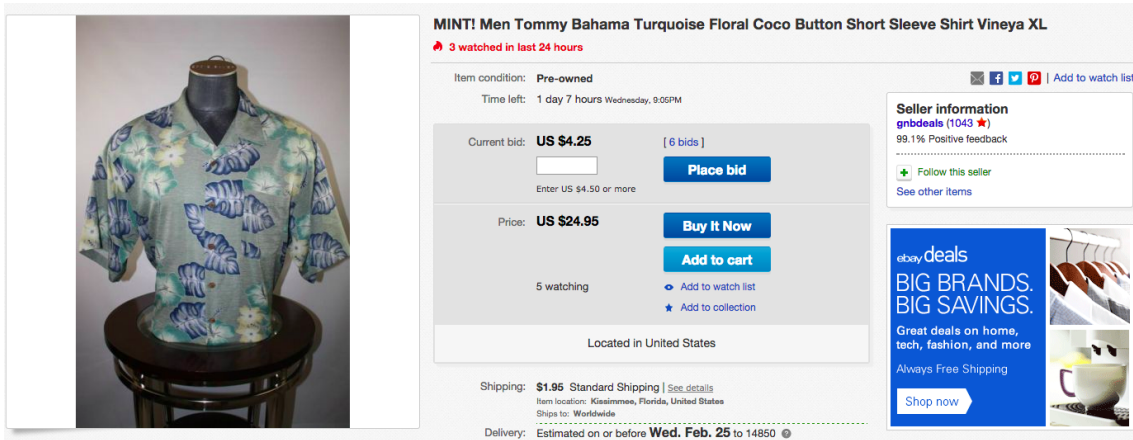 MINT! Men Tommy Bahama Turquoise Floral Coco Button Short Sleeve Shirt Vineya XL
3 watched in last 24 hours
Item condition: Pre-owned
Time left: 1 day 7 hours Wednesday, 9:05PM
| Add to watch list
Current bid: US $4.25 [ 6 bids ]
Place bid
Enter US $4.50 or more
Price: US $24.95
Buy It Now
Add to cart
5 watching
Add to watch list
Add to collection
Located in United States
Shipping: $1.95 Standard Shipping | See details
Item location: Kissimmee, Florida, United States
Ships to: Worldwide
Delivery: Estimated on or before Wed. Feb. 25 to 14850
Seller information
gnbdeals (1043 )
99.1% Positive feedback
Follow this seller
See other items
ebay deals
BIG BRANDS.
BIG SAVINGS.
Great deals on home,
tech, fashion, and more
Always Free Shipping
Shop now